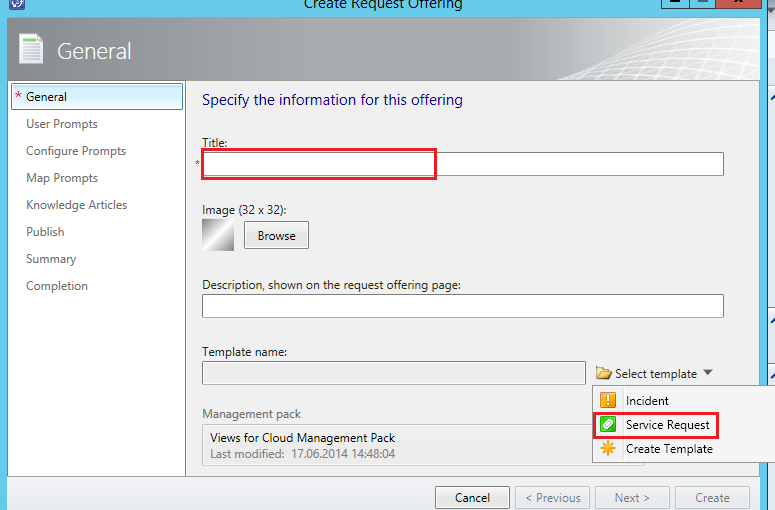 Create Request Offering
General
* General
User Prompts
Configure Prompts
Map Prompts
Knowledge Articles
Publish
Summary
Completion
Specify the information for this offering
Title:
*
Image (32 x 32):
Browse
Description, shown on the request offering page:
Template name:
Select template
Incident
Service Request
Create Template
Management pack
Views for Cloud Management Pack
Last modified: 17.06.2014 14:48:04
Cancel
< Previous
Next >
Create